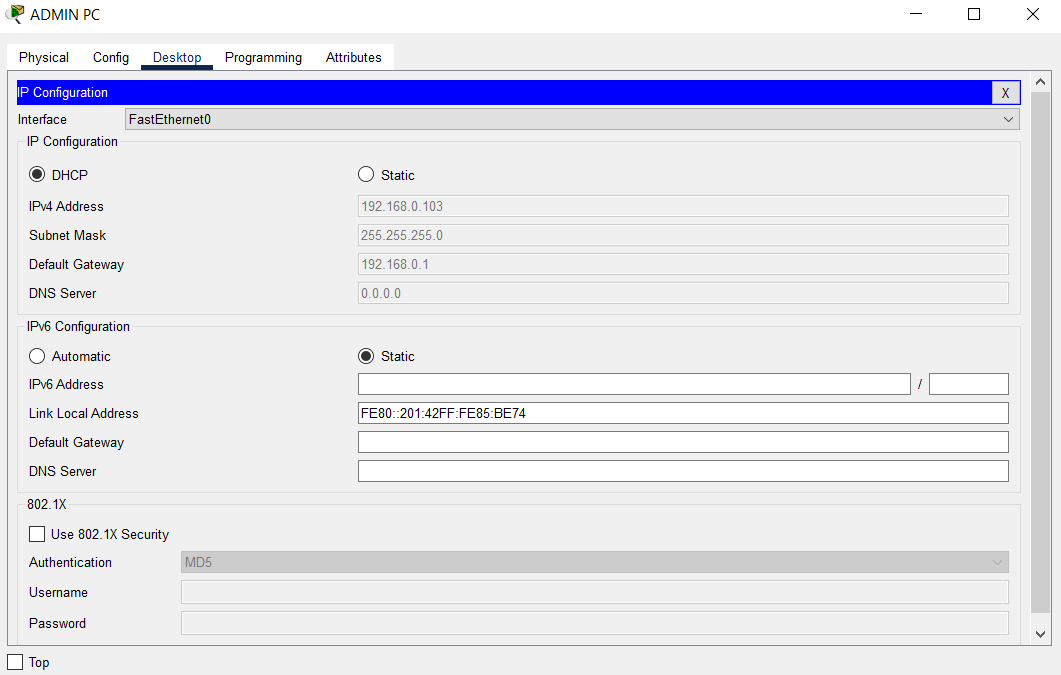 ADMIN PC
Physical Config Desktop Programming Attributes
IP Configuration X
Interface FastEthernet0
IP Configuration
DHCP Static
IPv4 Address 192.168.0.103
Subnet Mask 255.255.255.0
Default Gateway 192.168.0.1
DNS Server 0.0.0.0
IPv6 Configuration
Automatic Static
IPv6 Address /
Link Local Address FE80::201:42FF:FE85:BE74
Default Gateway
DNS Server
802.1X
Use 802.1X Security
Authentication MD5
Username
Password
Top